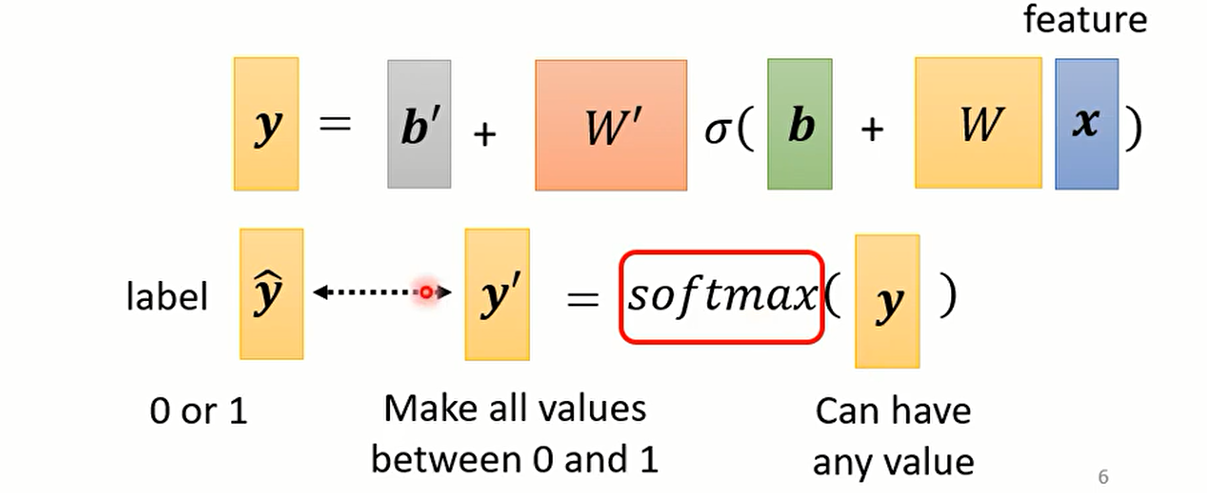 feature
y = b′ + W′ σ( b + W x )
label ŷ y′ = softmax( y )
0 or 1 Make all values between 0 and 1 Can have any value
6